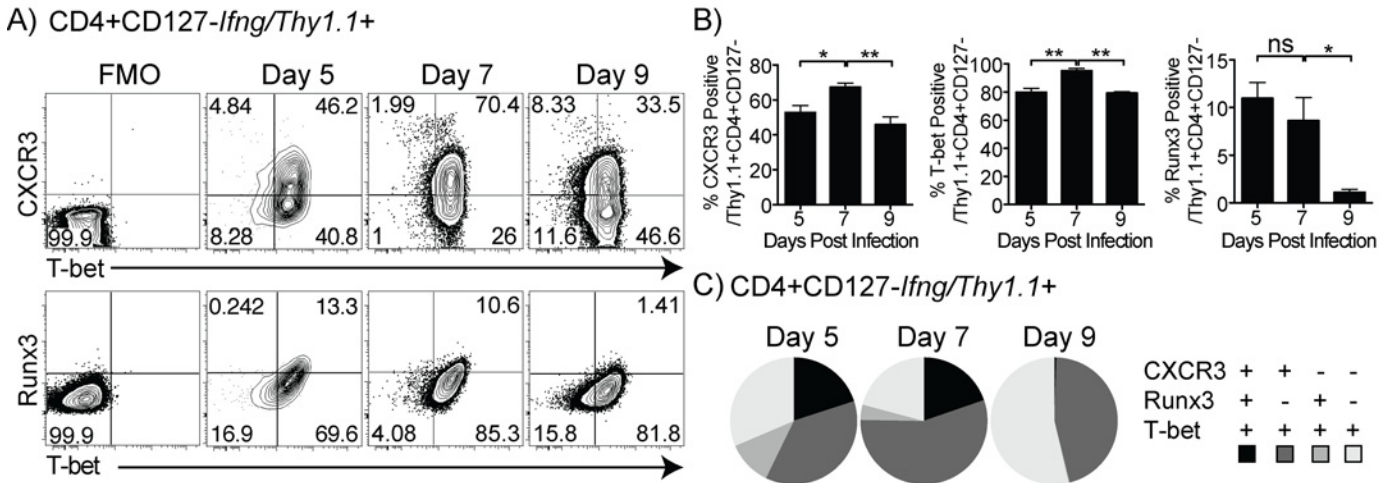 A) CD4+CD127-Ifng/Thy1.1+
FMO
Day 5
Day 7
Day 9
CXCR3
99.9
4.84 46.2
8.28 40.8
1.99 70.4
1 26
8.33 33.5
11.6 46.6
T-bet
Runx3
99.9
0.242 13.3
16.9 69.6
10.6
4.08 85.3
1.41
15.8 81.8
T-bet
B)
% CXCR3 Positive
/Thy1.1+CD4+CD127-
80
60
40
20
0
* **
5 7 9
Days Post Infection
% T-bet Positive
/Thy1.1+CD4+CD127-
100
80
60
40
20
0
** **
5 7 9
Days Post Infection
% Runx3 Positive
/Thy1.1+CD4+CD127-
15
10
5
0
ns *
5 7 9
Days Post Infection
C) CD4+CD127-Ifng/Thy1.1+
Day 5
Day 7
Day 9
CXCR3 + + - -
Runx3 + - + -
T-bet + + + +